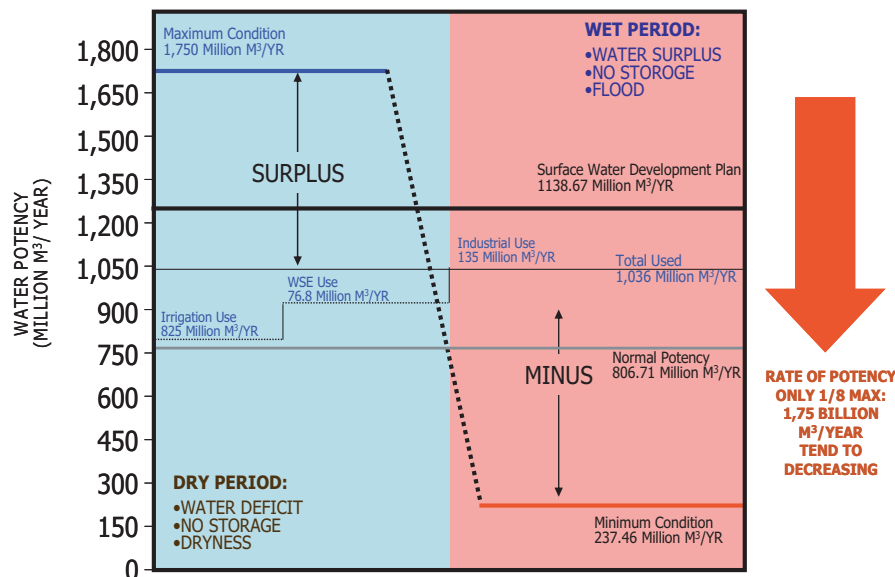 WATER POTENCY
(MILLION M³/ YEAR)
1,800
1,650
1,500
1,350
1,200
1,050
900
750
600
450
300
150
0
Maximum Condition
1,750 Million M³/YR
SURPLUS
WSE Use
76.8 Million M³/YR
Irrigation Use
825 Million M³/YR
DRY PERIOD:
•WATER DEFICIT
•NO STORAGE
•DRYNESS
WET PERIOD:
•WATER SURPLUS
•NO STOROGE
•FLOOD
Surface Water Development Plan
1138.67 Million M³/YR
Industrial Use
135 Million M³/YR
Total Used
1,036 Million M³/YR
Normal Potency
806.71 Million M³/YR
MINUS
Minimum Condition
237.46 Million M³/YR
RATE OF POTENCY
ONLY 1/8 MAX:
1,75 BILLION
M³/YEAR
TEND TO
DECREASING